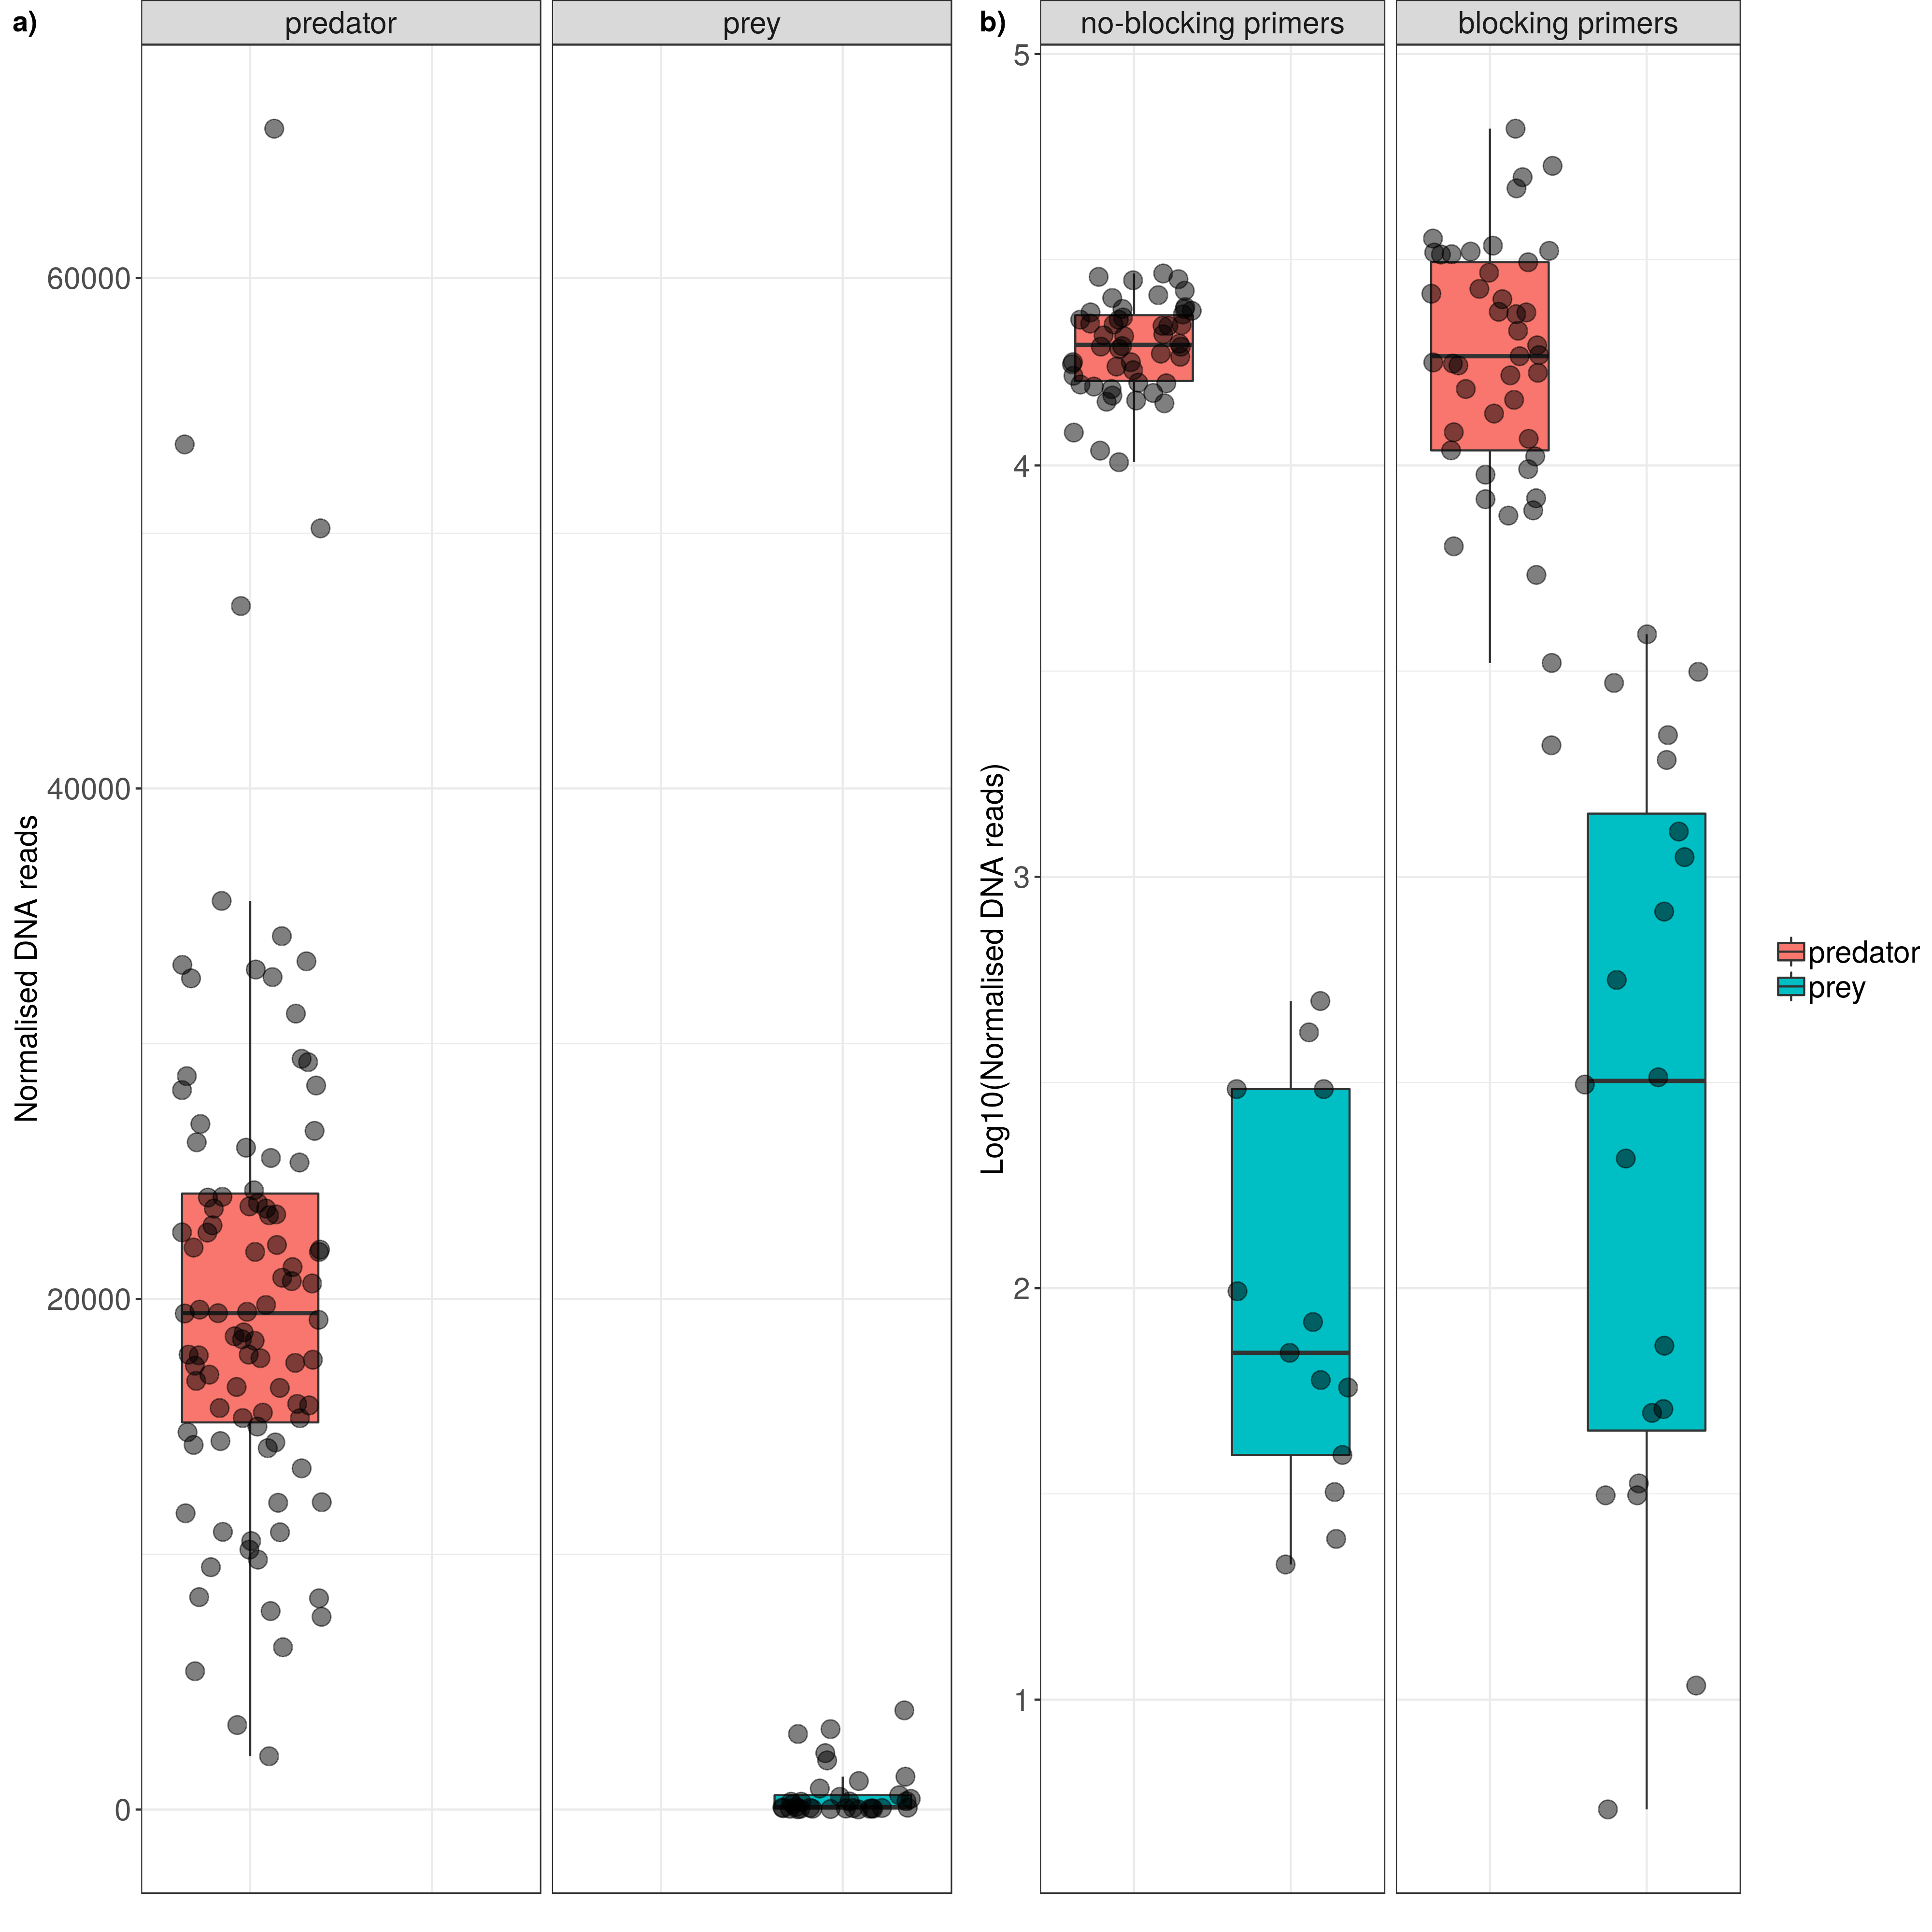 a)
predator
prey
Normalised DNA reads
60000
40000
20000
0
b)
no-blocking primers
blocking primers
Log10(Normalised DNA reads)
5
4
3
2
1
predator
prey